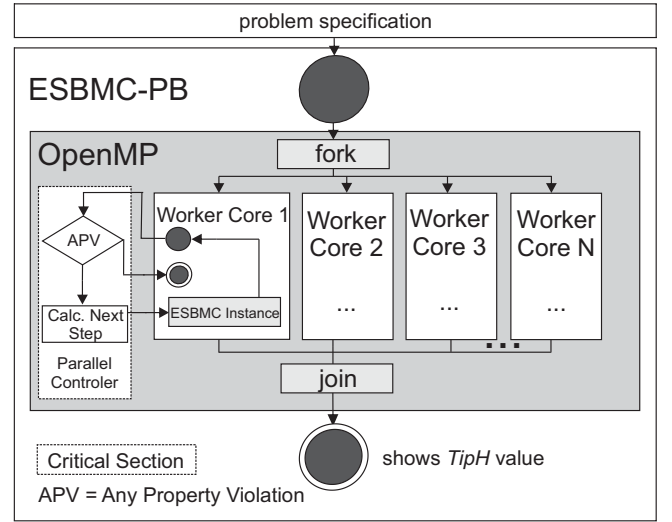 problem specification
ESBMC-PB
OpenMP
fork
Worker Core 1
APV
ESBMC Instance
Calc. Next
Step
Parallel
Controler
Worker
Core 2
...
Worker
Core 3
...
Worker
Core N
...
...
join
shows TipH value
Critical Section
APV = Any Property Violation